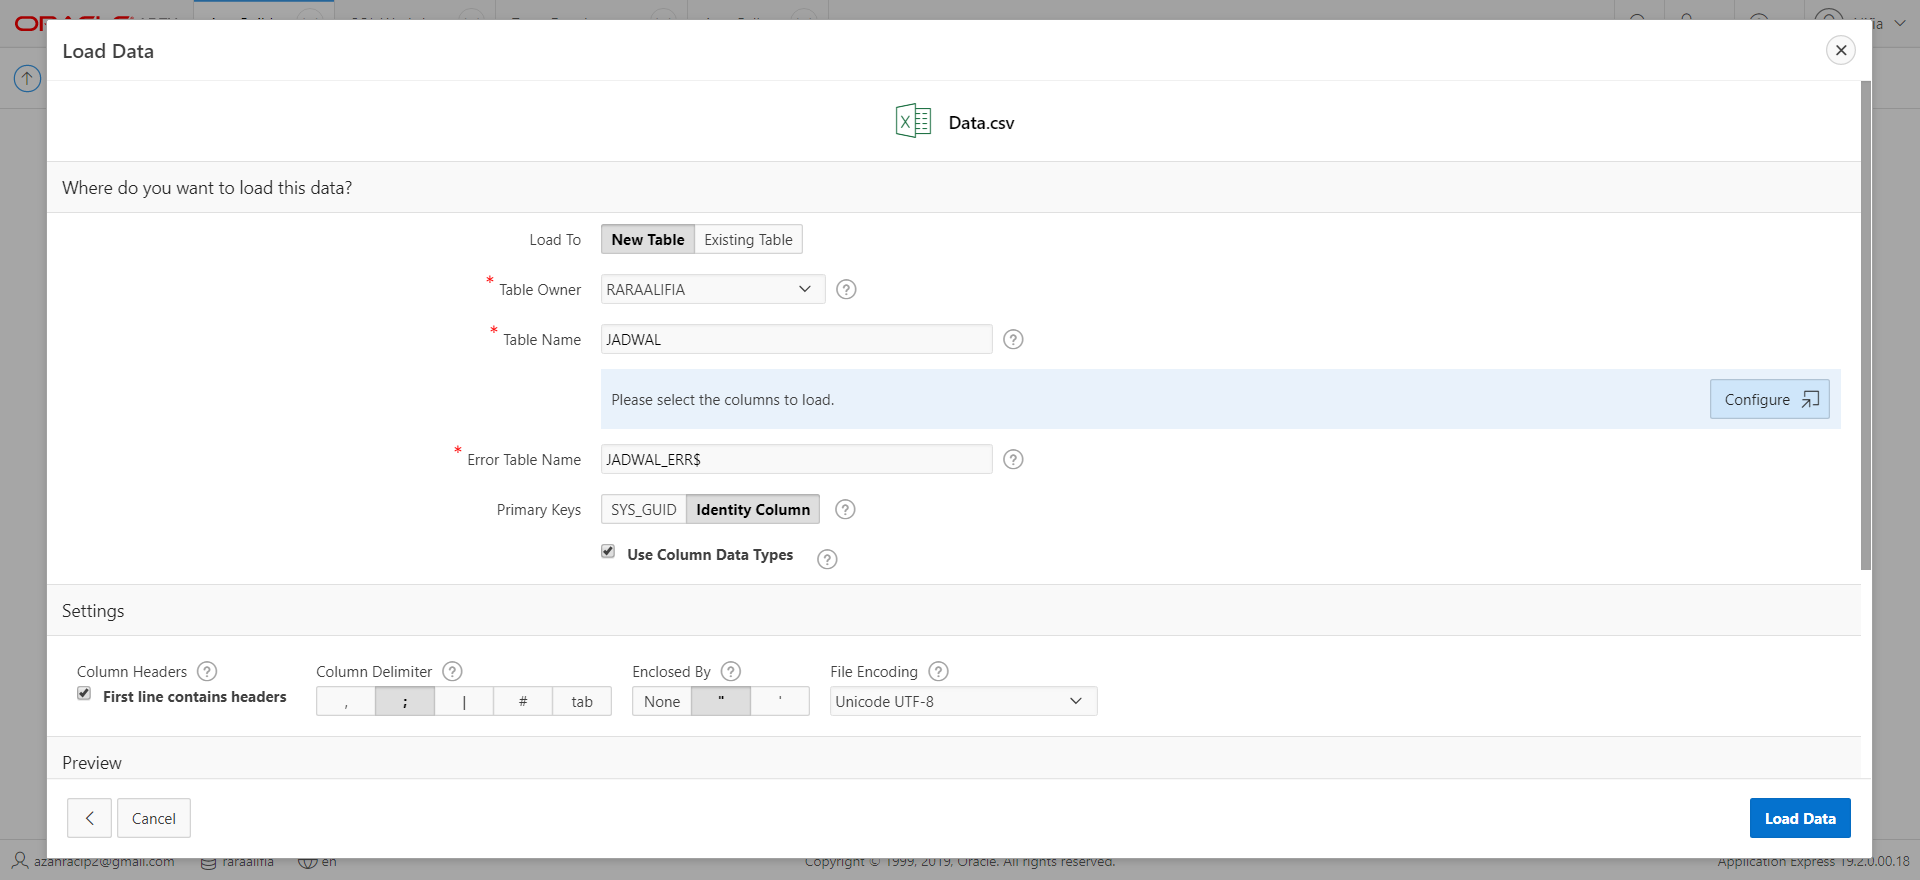 Load Data
Data.csv
Where do you want to load this data?
Load To New Table Existing Table
* Table Owner RARAALIFIA ?
* Table Name JADWAL ?
Please select the columns to load. Configure
* Error Table Name JADWAL_ERR$ ?
Primary Keys SYS_GUID Identity Column ?
Use Column Data Types ?
Settings
Column Headers ? Column Delimiter ? Enclosed By ? File Encoding ?
First line contains headers , ; | # tab None " ' Unicode UTF-8
Preview
Cancel Load Data
azahracip2@gmail.com raraalifia en Copyright © 1999, 2019, Oracle. All rights reserved. Application Express 19.2.0.00.18